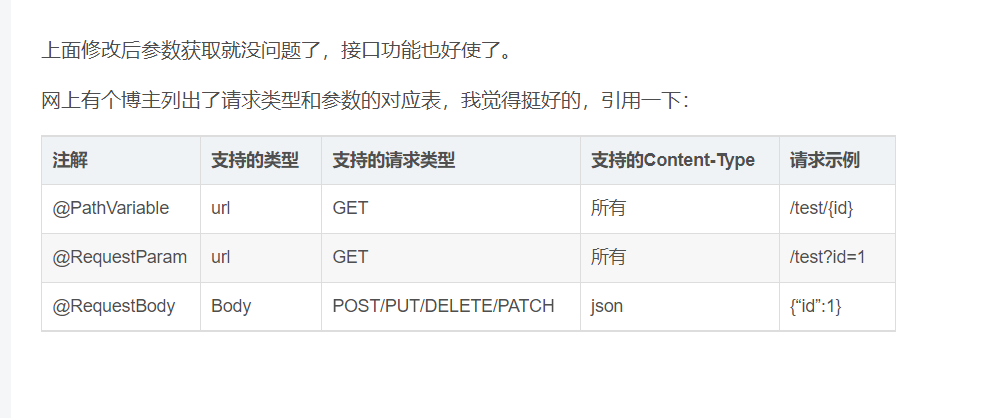 上面修改后参数获取就没问题了，接口功能也好使了。
网上有个博主列出了请求类型和参数的对应表，我觉得挺好的，引用一下：
注解 支持的类型 支持的请求类型 支持的Content-Type 请求示例
@PathVariable url GET 所有 /test/{id}
@RequestParam url GET 所有 /test?id=1
@RequestBody Body POST/PUT/DELETE/PATCH json {“id”:1}